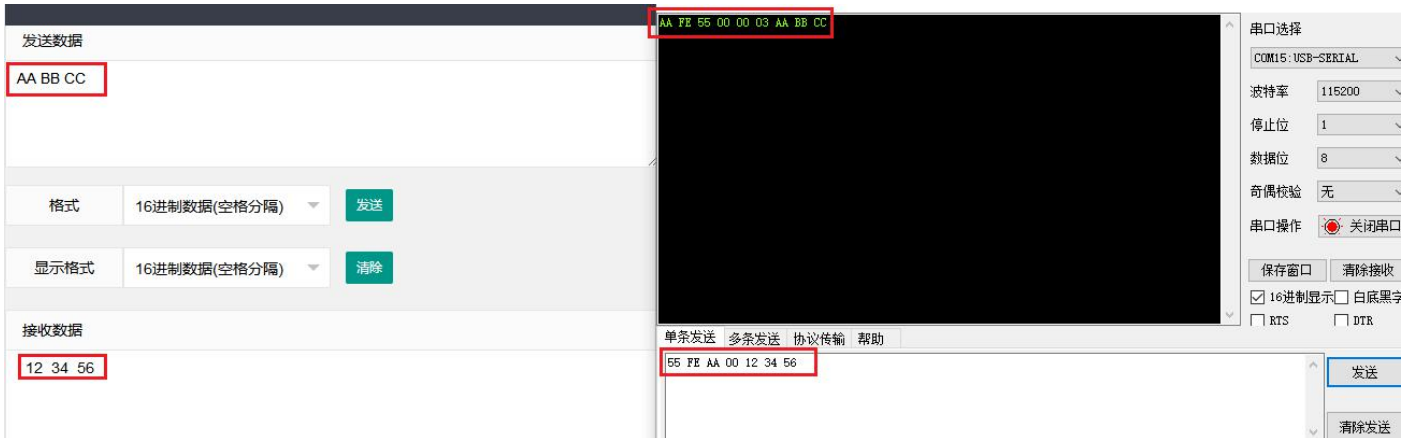 发送数据
AA BB CC
格式
16进制数据(空格分隔)
发送
显示格式
16进制数据(空格分隔)
清除
接收数据
12 34 56
AA FE 55 00 00 03 AA BB CC
串口选择
COM15:USB-SERIAL
波特率
115200
停止位
1
数据位
8
奇偶校验
无
串口操作
关闭串口
保存窗口
清除接收
16进制显示
白底黑字
RTS
DTR
单条发送
多条发送
协议传输
帮助
55 FE AA 00 12 34 56
发送
清除发送